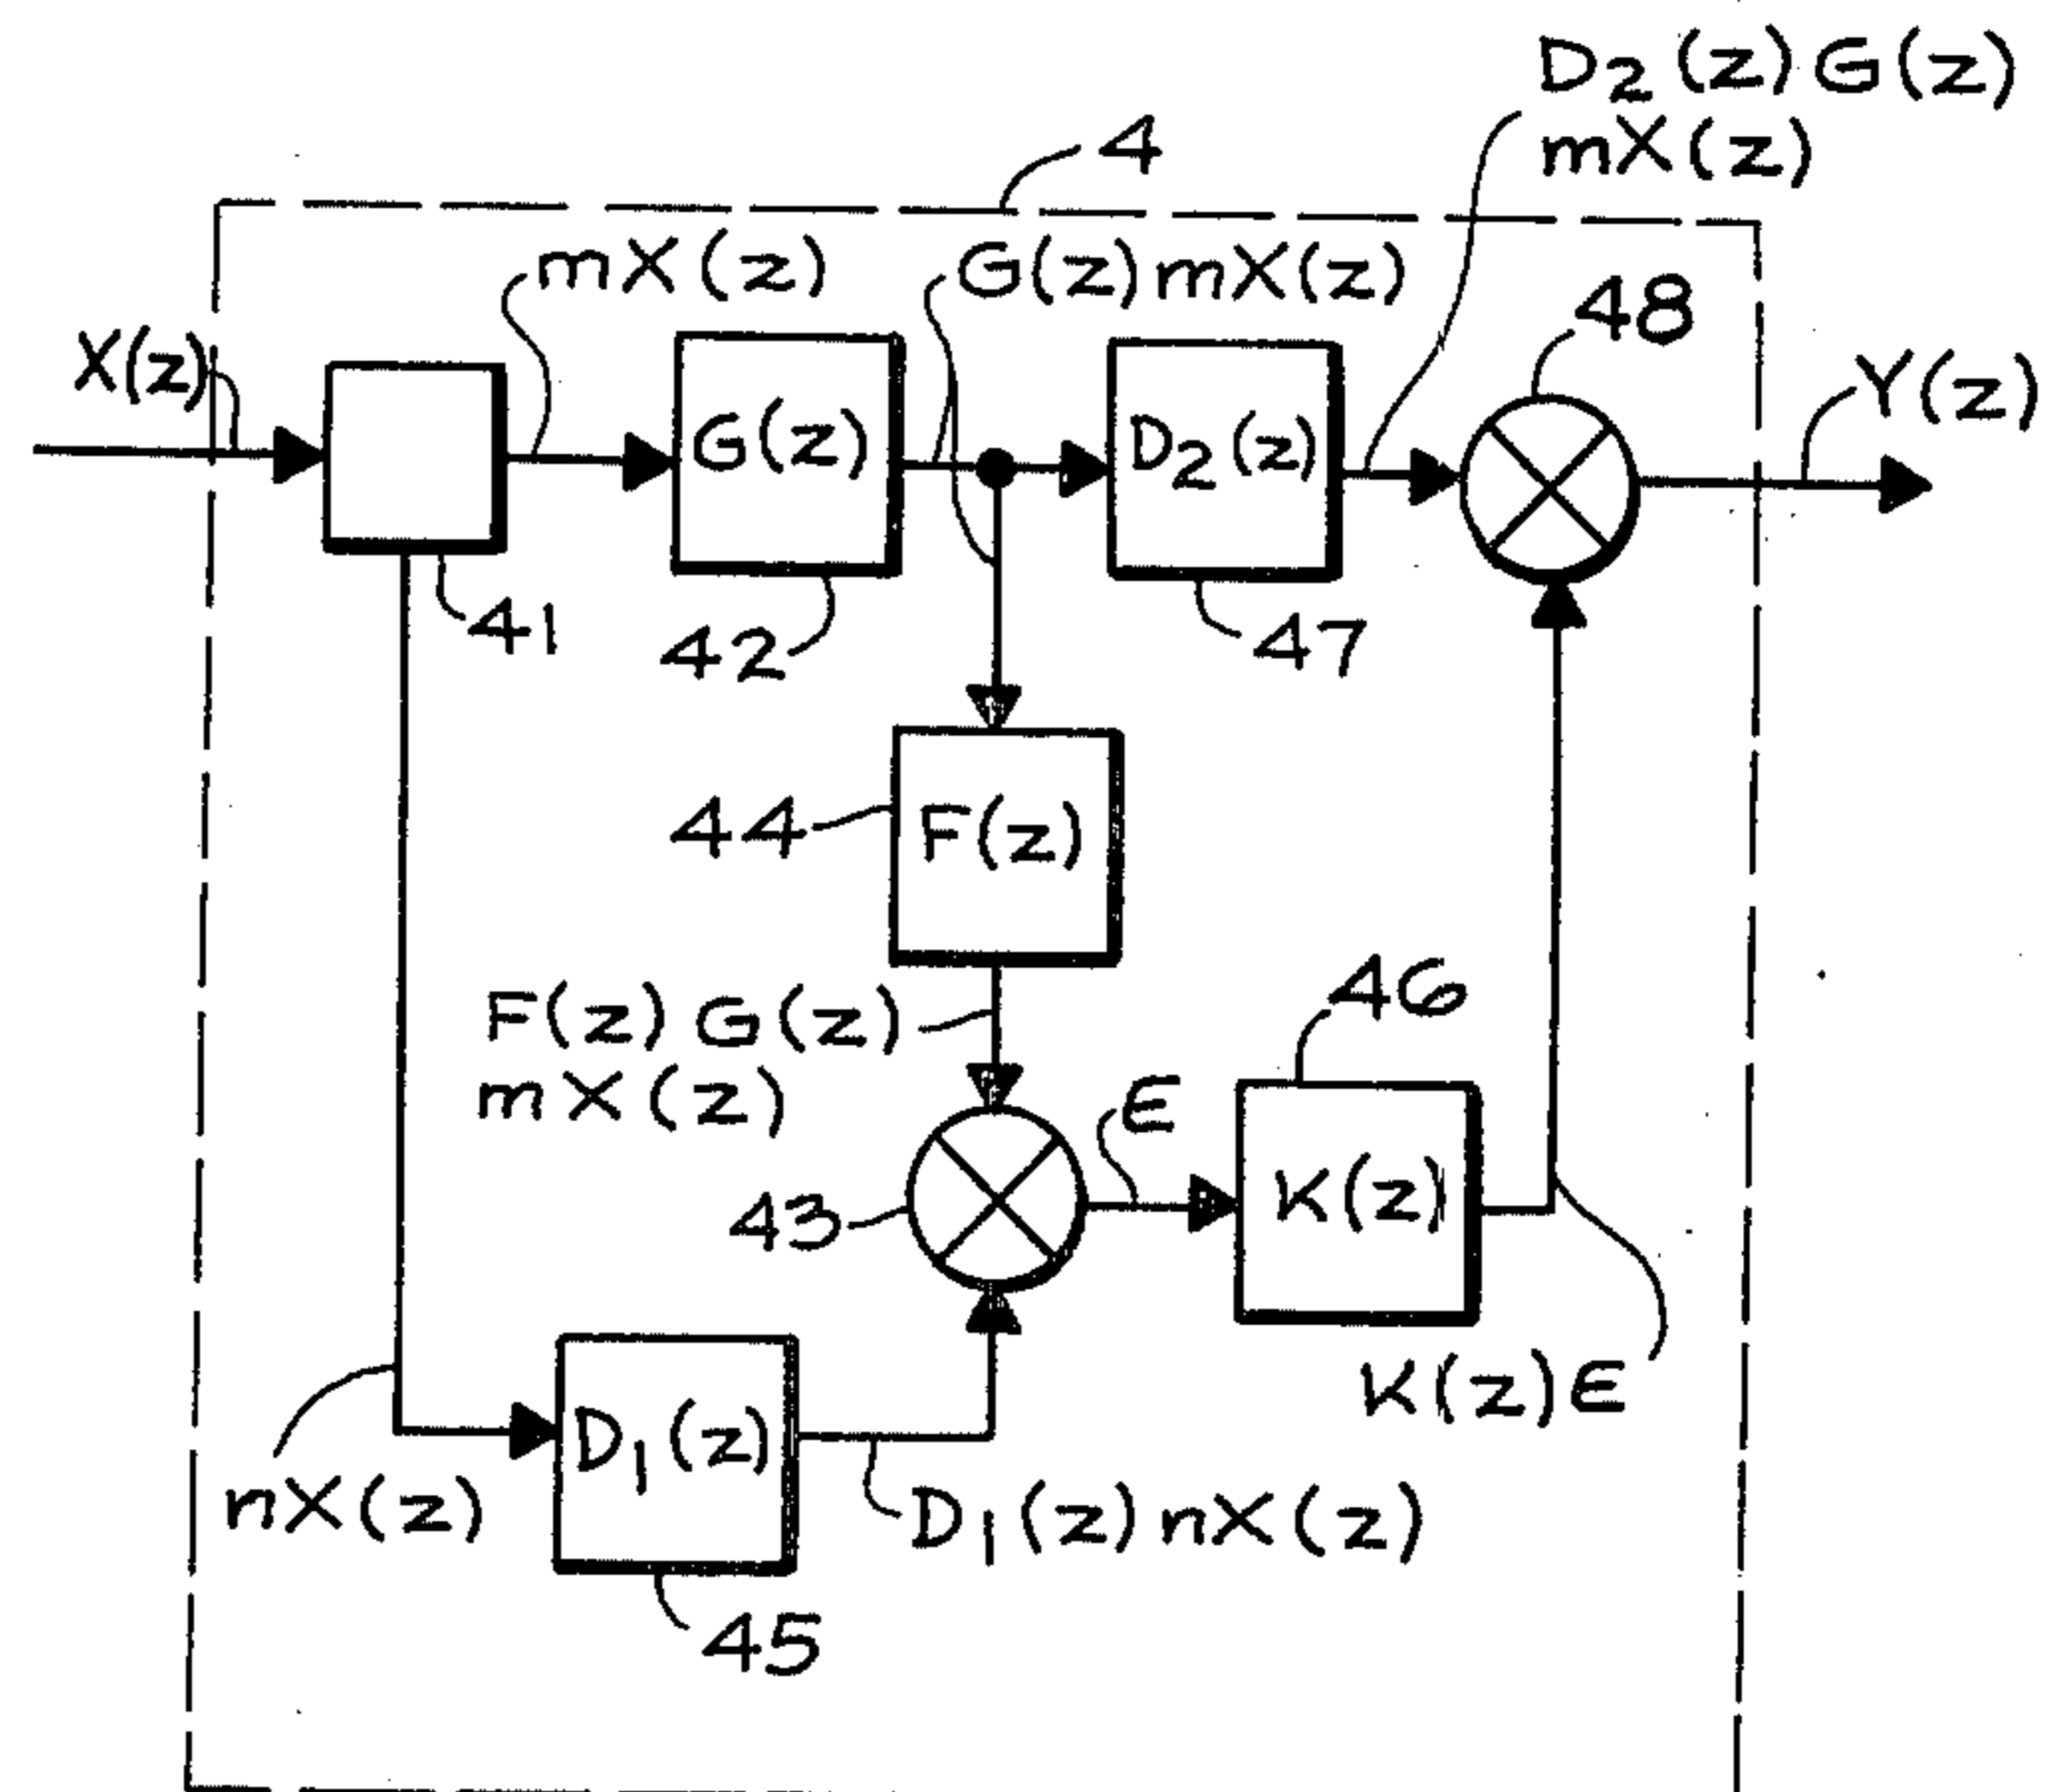 D₂(z)G(z)
mX(z)
4
mX(z)
G(z)mX(z)
48
X(z)
Y(z)
G(z)
D₂(z)
41
42
47
44
F(z)
46
F(z)G(z)
mX(z)
E
K(z)
43
K(z)E
D₁(z)
nX(z)
D₁(z)nX(z)
45